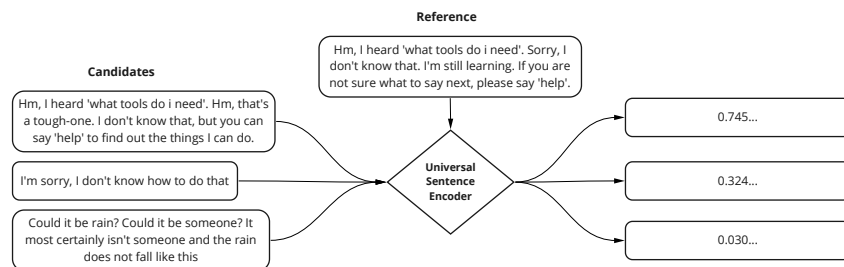 Reference
Hm, I heard 'what tools do i need'. Sorry, I
don't know that. I'm still learning. If you are
not sure what to say next, please say 'help'.
Candidates
Hm, I heard 'what tools do i need'. Hm, that's
a tough-one. I don't know that, but you can
say 'help' to find out the things I can do.
I'm sorry, I don't know how to do that
Could it be rain? Could it be someone? It
most certainly isn't someone and the rain
does not fall like this
Universal
Sentence
Encoder
0.745...
0.324...
0.030...